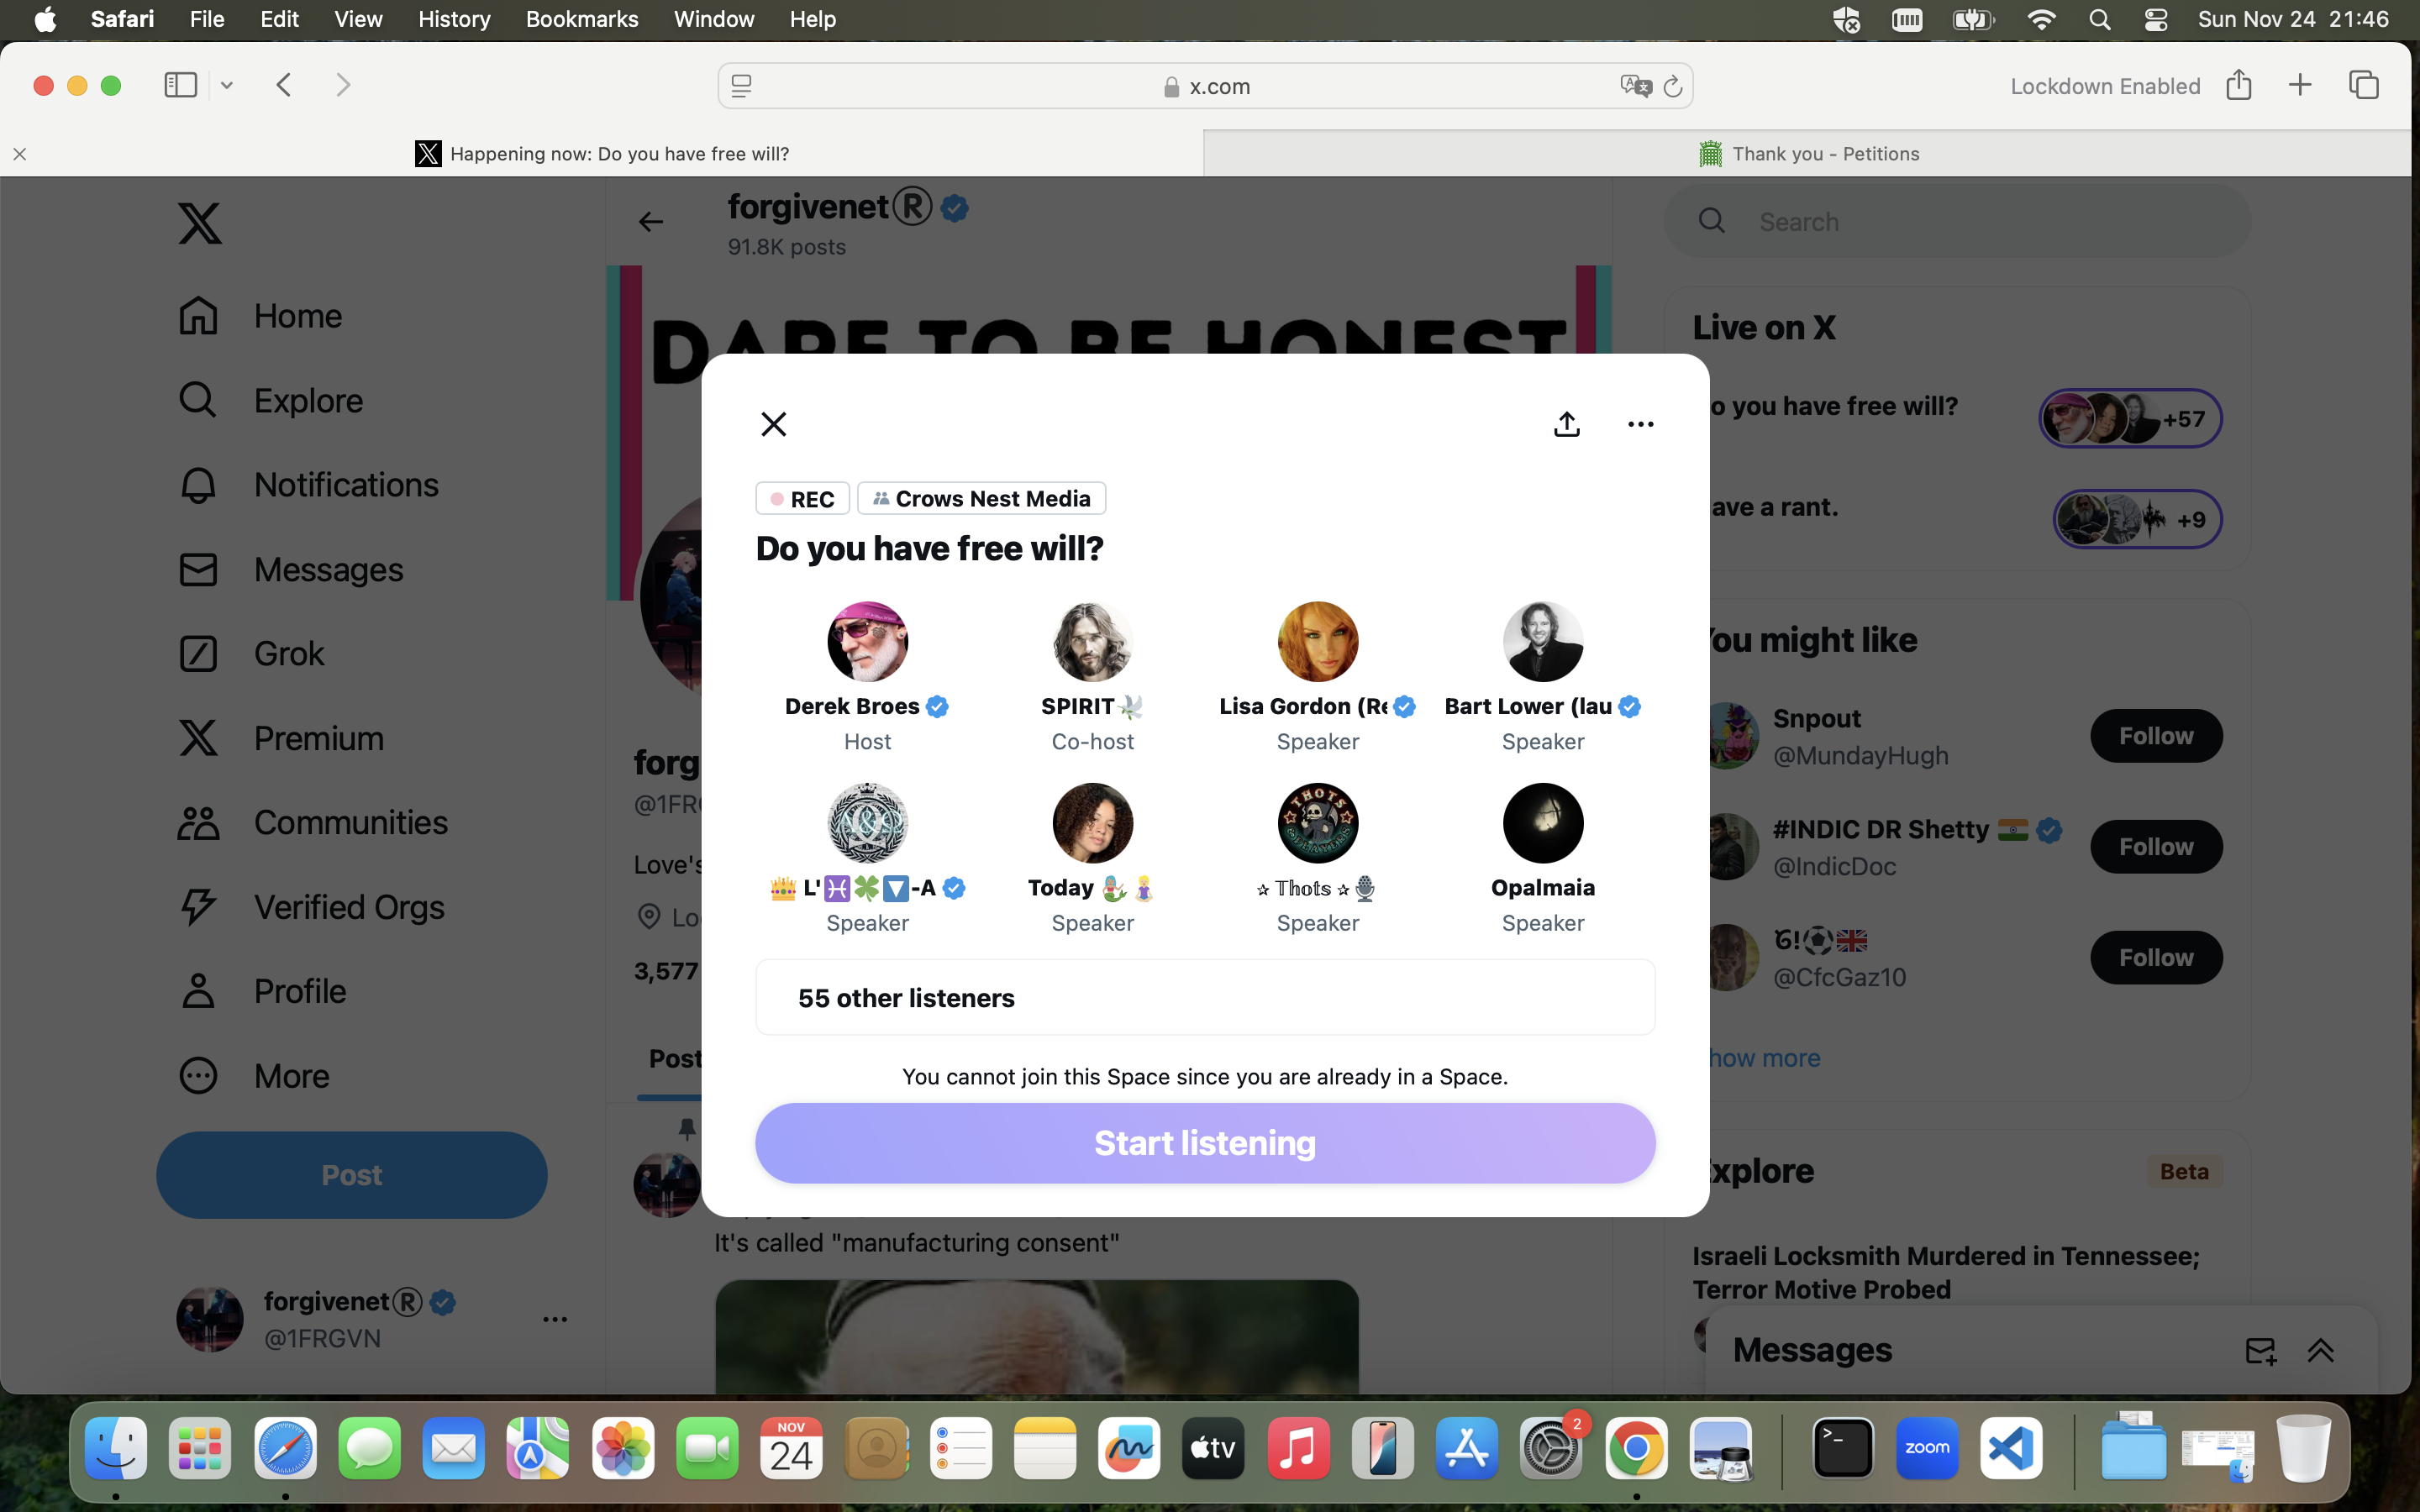 Safari File Edit View History Bookmarks Window Help
Sun Nov 24 21:46
x.com
Lockdown Enabled
Happening now: Do you have free will?
Thank you - Petitions
Home
Explore
Notifications
Messages
Grok
Premium
Communities
Verified Orgs
Profile
More
Post
forgivenetⓇ
@1FRGVN
forgivenetⓇ
91.8K posts
DARE TO BE HONEST
forg
@1FR
Love's
Lo
3,577
Post
It's called "manufacturing consent"
REC
Crows Nest Media
Do you have free will?
Derek Broes
Host
SPIRIT🕊
Co-host
Lisa Gordon (Re
Speaker
Bart Lower (lau
Speaker
👑 L'♓🍀🔽-A
Speaker
Today 🧜🏼‍♀️🧘🏼‍♀️
Speaker
✰ 𝕋𝕙𝕠𝕥𝕤 ✰🎙
Speaker
Opalmaia
Speaker
THOTS
55 other listeners
You cannot join this Space since you are already in a Space.
Start listening
Search
Live on X
o you have free will?
+57
ave a rant.
+9
You might like
Snpout
@MundayHugh
Follow
#INDIC DR Shetty 🇮🇳
@IndicDoc
Follow
@CfcGaz10
Follow
how more
Explore
Beta
Israeli Locksmith Murdered in Tennessee;
Terror Motive Probed
Messages
NOV
24
tv
2
>_
zoom